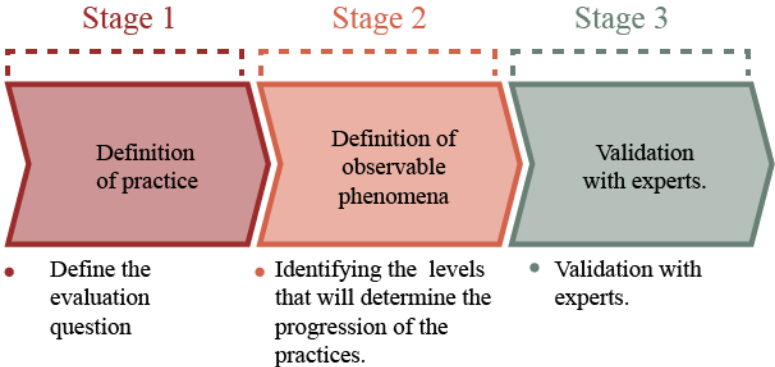 Stage 1
Stage 2
Stage 3
Definition
of practice
Definition of
observable
phenomena
Validation
with experts.
• Define the
evaluation
question
• Identifying the levels
that will determine the
progression of the
practices.
• Validation with
experts.